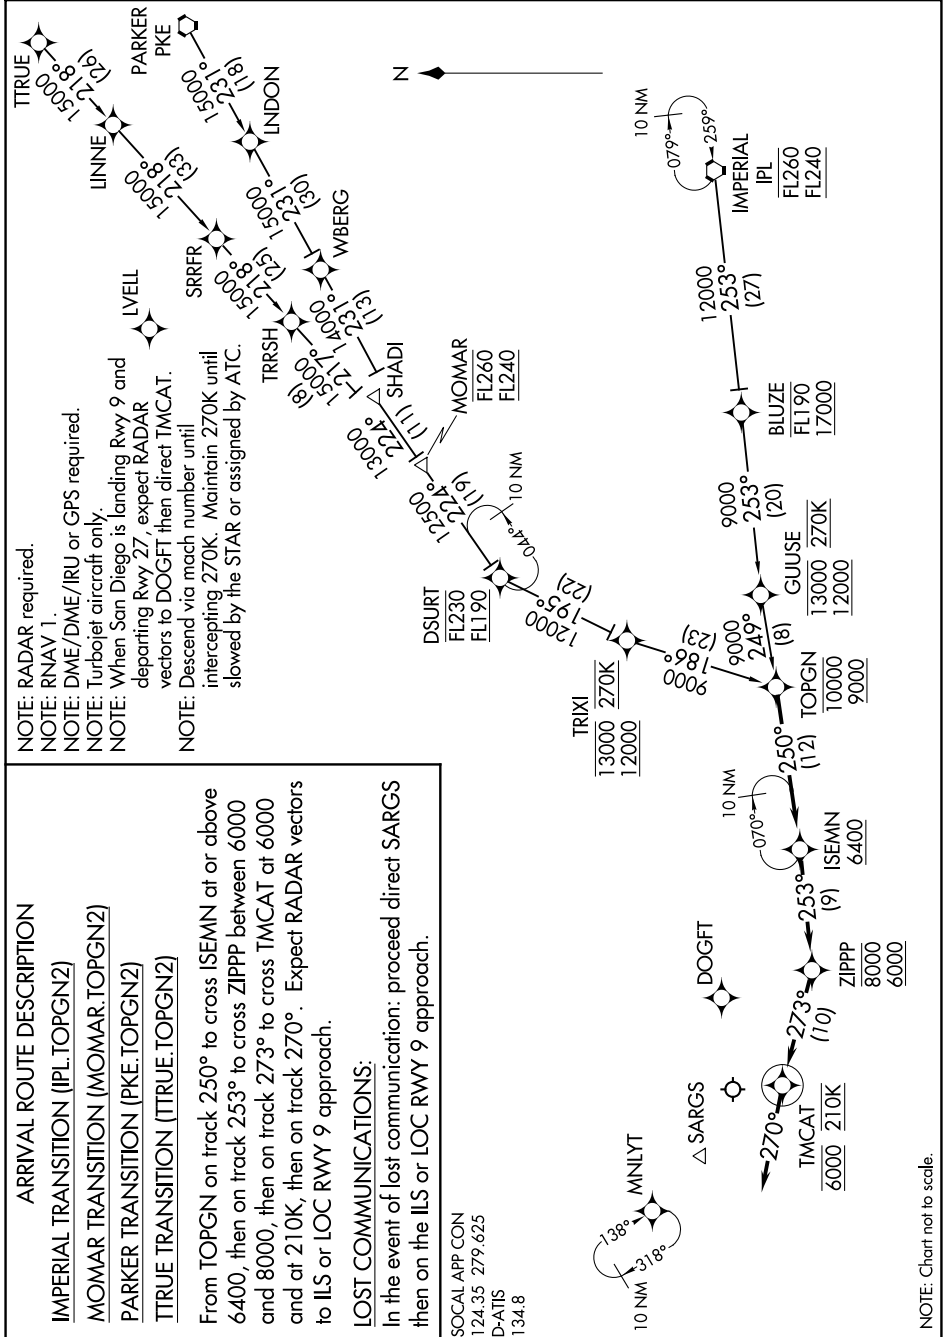 ARRIVAL ROUTE DESCRIPTION
IMPERIAL TRANSITION (IPL.TOPGN2)
MOMAR TRANSITION (MOMAR.TOPGN2)
PARKER TRANSITION (PKE.TOPGN2)
TTRUE TRANSITION (TTRUE.TOPGN2)
From TOPGN on track 250° to cross ISEMN at or above
6400, then on track 253° to cross ZIPPP between 6000
and 8000, then on track 273° to cross TMCAT at 6000
and at 210K, then on track 270°. Expect RADAR vectors
to ILS or LOC RWY 9 approach.
LOST COMMUNICATIONS:
In the event of lost communication: proceed direct SARGS
then on the ILS or LOC RWY 9 approach.
SOCAL APP CON
124.35 279.625
D-ATIS
134.8
NOTE: RADAR required.
NOTE: RNAV 1.
NOTE: DME/DME/IRU or GPS required.
NOTE: Turbojet aircraft only.
NOTE: When San Diego is landing Rwy 9 and
departing Rwy 27, expect RADAR
vectors to DOGFT then direct TMCAT.
NOTE: Descend via mach number until
intercepting 270K. Maintain 270K until
slowed by the STAR or assigned by ATC.
TTRUE
15000
218°
(26)
LINNE
15000
218°
(33)
SRRFR
15000
218°
(25)
TRRSH
15000
217°
(8)
LVELL
PARKER
PKE
15000
231°
(18)
LNDON
15000
231°
(30)
WBERG
14000
231°
(13)
SHADI
13000
224°
(11)
MOMAR
FL260
FL240
12500
224°
(19)
10 NM
044°
DSURT
FL230
FL190
12000
195°
(22)
TRIXI
13000 270K
12000
9000
186°
(23)
N
10 NM
079°
259°
IMPERIAL
IPL
FL260
FL240
12000
253°
(27)
BLUZE
FL190
17000
9000
253°
(20)
GUUSE
13000 270K
12000
9000
249°
(8)
TOPGN
10000
9000
250°
(12)
10 NM
070°
ISEMN
6400
253°
(9)
ZIPPP
8000
6000
273°
(10)
DOGFT
SARGS
TMCAT
6000 210K
270°
MNLYT
138°
318°
10 NM
NOTE: Chart not to scale.